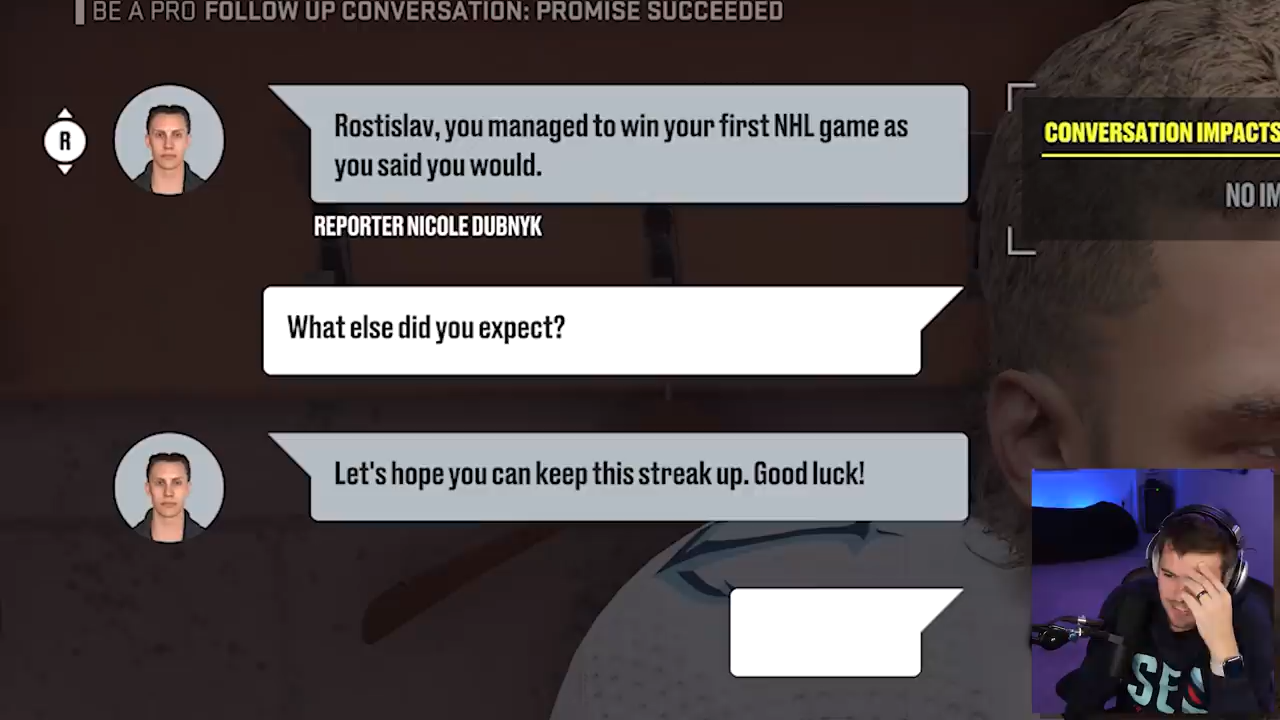 BE A PRO FOLLOW UP CONVERSATION: PROMISE SUCCEEDED
R
Rostislav, you managed to win your first NHL game as
you said you would.
REPORTER NICOLE DUBNYK
CONVERSATION IMPACTS
NO IM
What else did you expect?
Let's hope you can keep this streak up. Good luck!
SEA